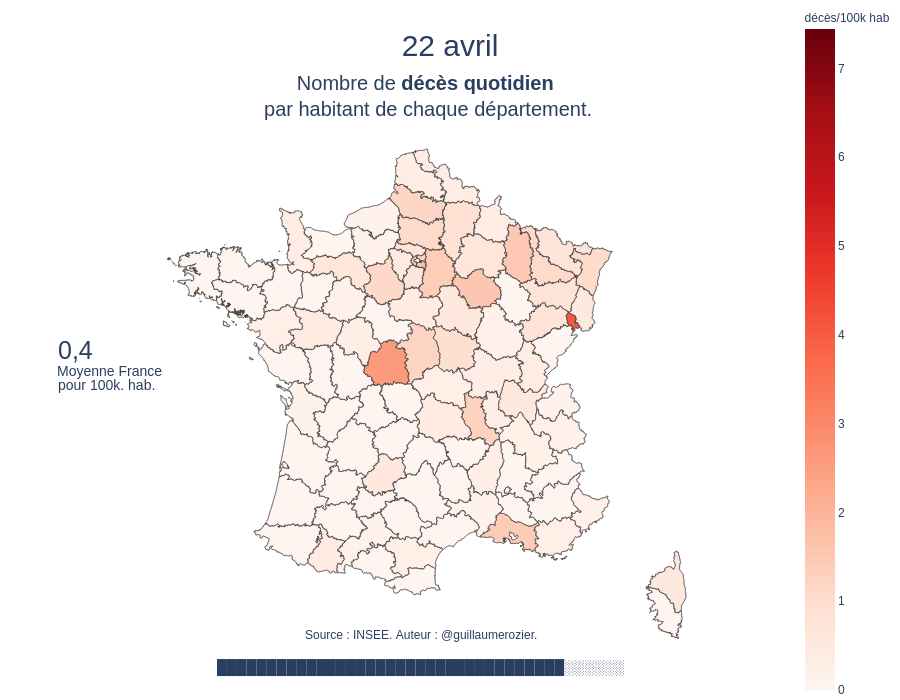 décès/100k hab
22 avril
Nombre de décès quotidien
par habitant de chaque département.
7
6
5
4
3
2
1
0
0,4
Moyenne France
pour 100k. hab.
Source : INSEE. Auteur : @guillaumerozier.